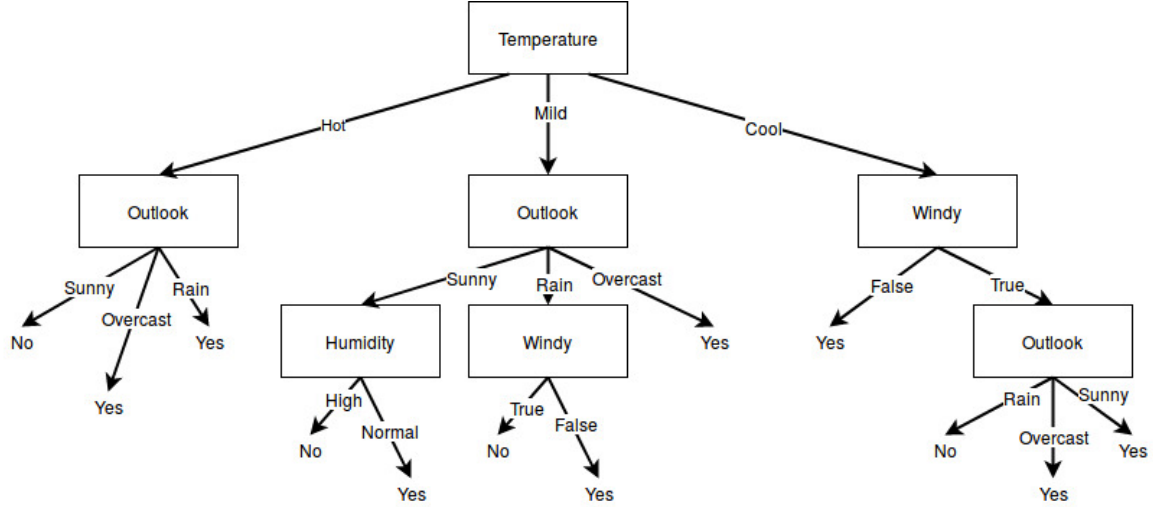 Temperature
Hot
Mild
Cool
Outlook
Outlook
Windy
Sunny
Overcast
Rain
Sunny
Rain
Overcast
False
True
No
Yes
Yes
Humidity
Windy
Yes
Yes
Outlook
High
Normal
True
False
Rain
Overcast
Sunny
No
Yes
No
Yes
No
Yes
Yes